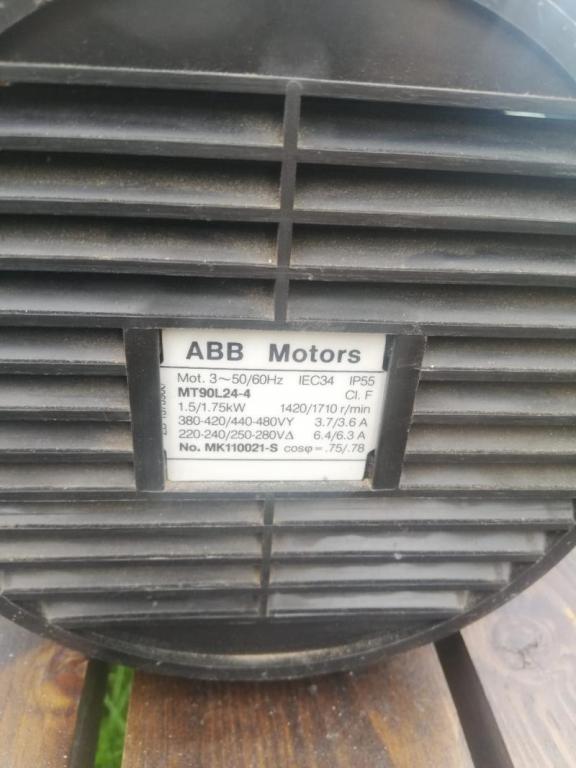 ABB Motors
Mot. 3~50/60Hz IEC34 IP55
MT90L24-4 Cl. F
1.5/1.75kW 1420/1710 r/min
380-420/440-480VY 3.7/3.6 A
220-240/250-280VΔ 6.4/6.3 A
No. MK110021-S cosφ=.75/.78